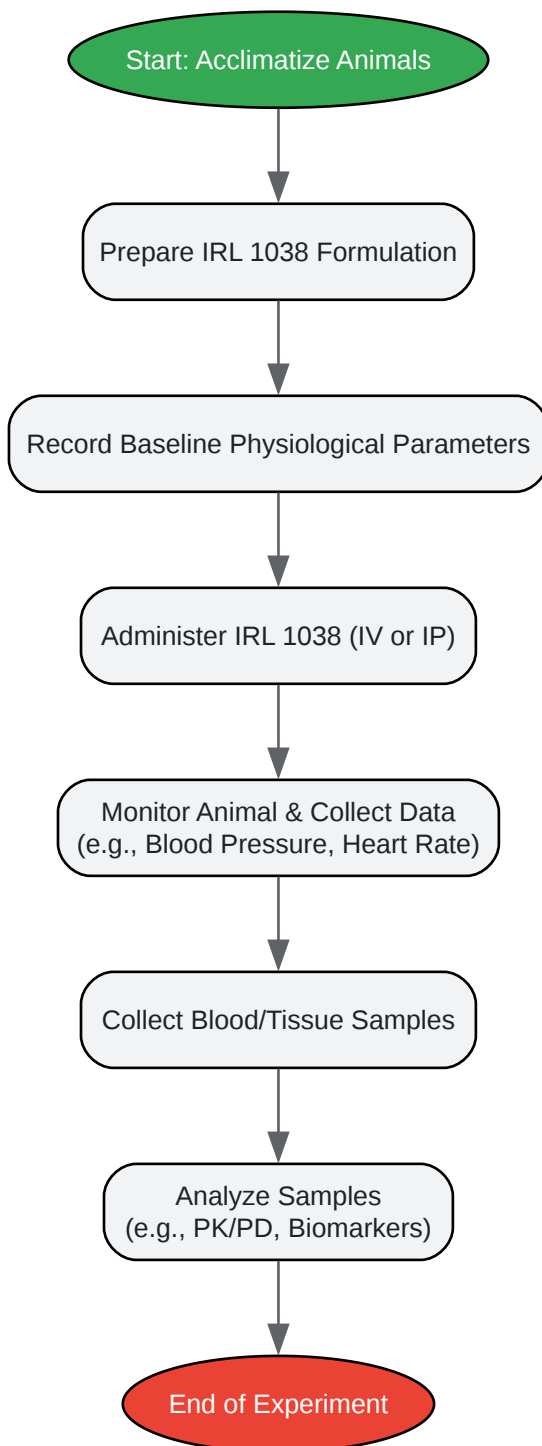 Start: Acclimatize Animals
Prepare IRL 1038 Formulation
Record Baseline Physiological Parameters
Administer IRL 1038 (IV or IP)
Monitor Animal & Collect Data
(e.g., Blood Pressure, Heart Rate)
Collect Blood/Tissue Samples
Analyze Samples
(e.g., PK/PD, Biomarkers)
End of Experiment